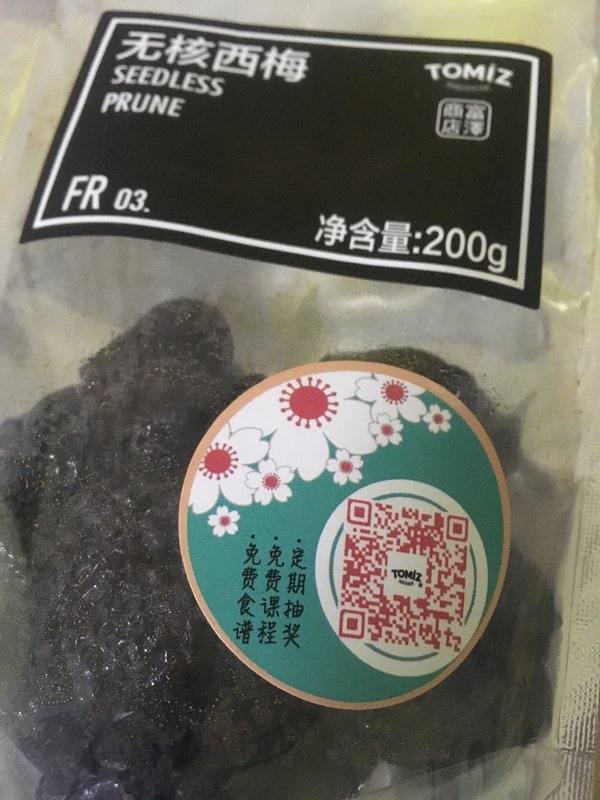 无核西梅
SEEDLESS
PRUNE
TOMIZ
富澤
商店
FR 03.
净含量:200g
·定期抽奖
·免费课程
·免费食谱
TOMIZ